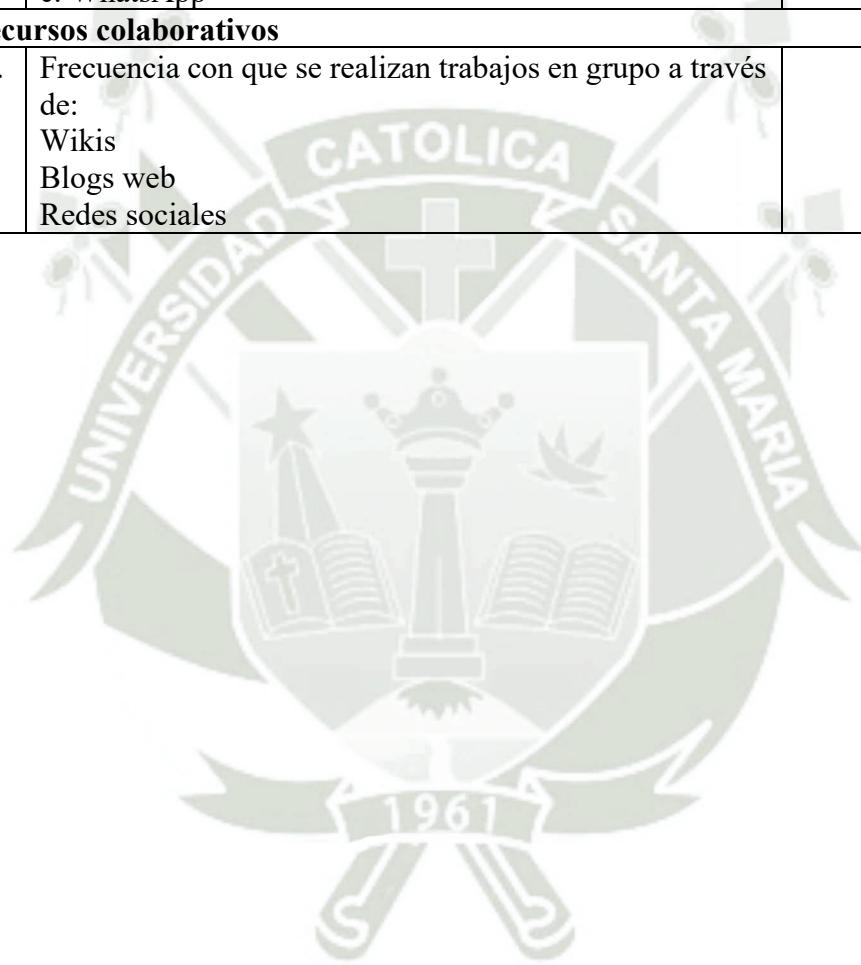 WhatsApp
cursos colaborativos
Frecuencia con que se realizan trabajos en grupo a través
de:
Wikis
Blogs web
Redes sociales
UNIVERSIDAD CATOLICA SANTA MARIA
1961